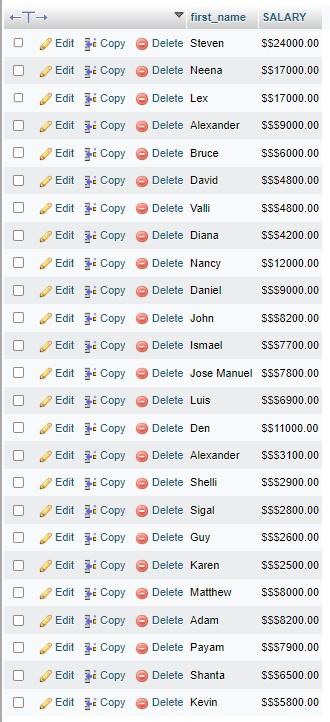 ←T→ first_name SALARY
Edit Copy Delete Steven $$24000.00
Edit Copy Delete Neena $$17000.00
Edit Copy Delete Lex $$17000.00
Edit Copy Delete Alexander $$$9000.00
Edit Copy Delete Bruce $$$6000.00
Edit Copy Delete David $$$4800.00
Edit Copy Delete Valli $$$4800.00
Edit Copy Delete Diana $$$4200.00
Edit Copy Delete Nancy $$12000.00
Edit Copy Delete Daniel $$$9000.00
Edit Copy Delete John $$$8200.00
Edit Copy Delete Ismael $$$7700.00
Edit Copy Delete Jose Manuel $$$7800.00
Edit Copy Delete Luis $$$6900.00
Edit Copy Delete Den $$11000.00
Edit Copy Delete Alexander $$$3100.00
Edit Copy Delete Shelli $$$2900.00
Edit Copy Delete Sigal $$$2800.00
Edit Copy Delete Guy $$$2600.00
Edit Copy Delete Karen $$$2500.00
Edit Copy Delete Matthew $$$8000.00
Edit Copy Delete Adam $$$8200.00
Edit Copy Delete Payam $$$7900.00
Edit Copy Delete Shanta $$$6500.00
Edit Copy Delete Kevin $$$5800.00